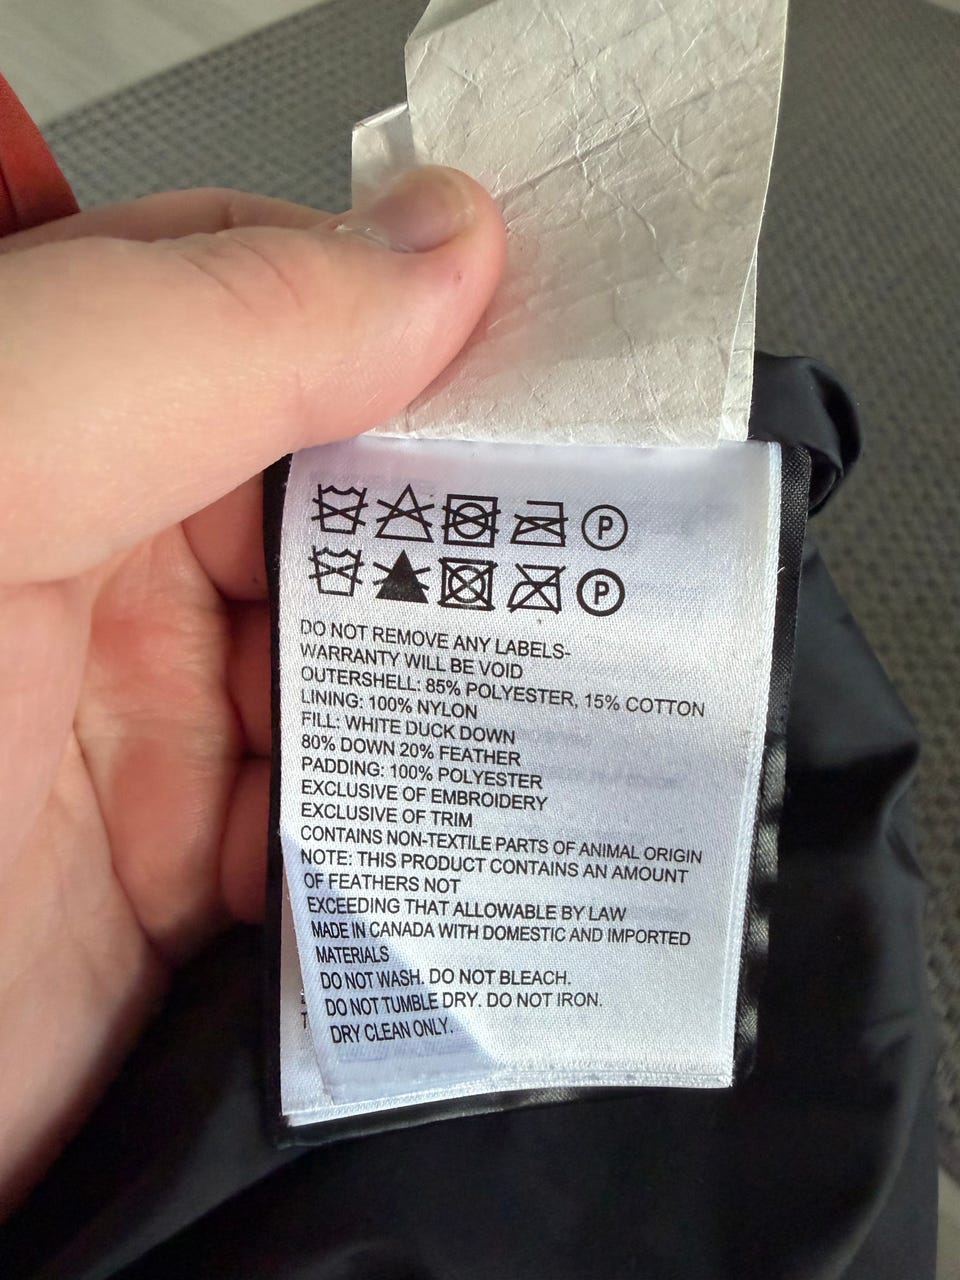 P
P
DO NOT REMOVE ANY LABELS-
WARRANTY WILL BE VOID
OUTERSHELL: 85% POLYESTER, 15% COTTON
LINING: 100% NYLON
FILL: WHITE DUCK DOWN
80% DOWN 20% FEATHER
PADDING: 100% POLYESTER
EXCLUSIVE OF EMBROIDERY
EXCLUSIVE OF TRIM
CONTAINS NON-TEXTILE PARTS OF ANIMAL ORIGIN
NOTE: THIS PRODUCT CONTAINS AN AMOUNT
OF FEATHERS NOT
EXCEEDING THAT ALLOWABLE BY LAW
MADE IN CANADA WITH DOMESTIC AND IMPORTED
MATERIALS
DO NOT WASH. DO NOT BLEACH.
DO NOT TUMBLE DRY. DO NOT IRON.
DRY CLEAN ONLY.